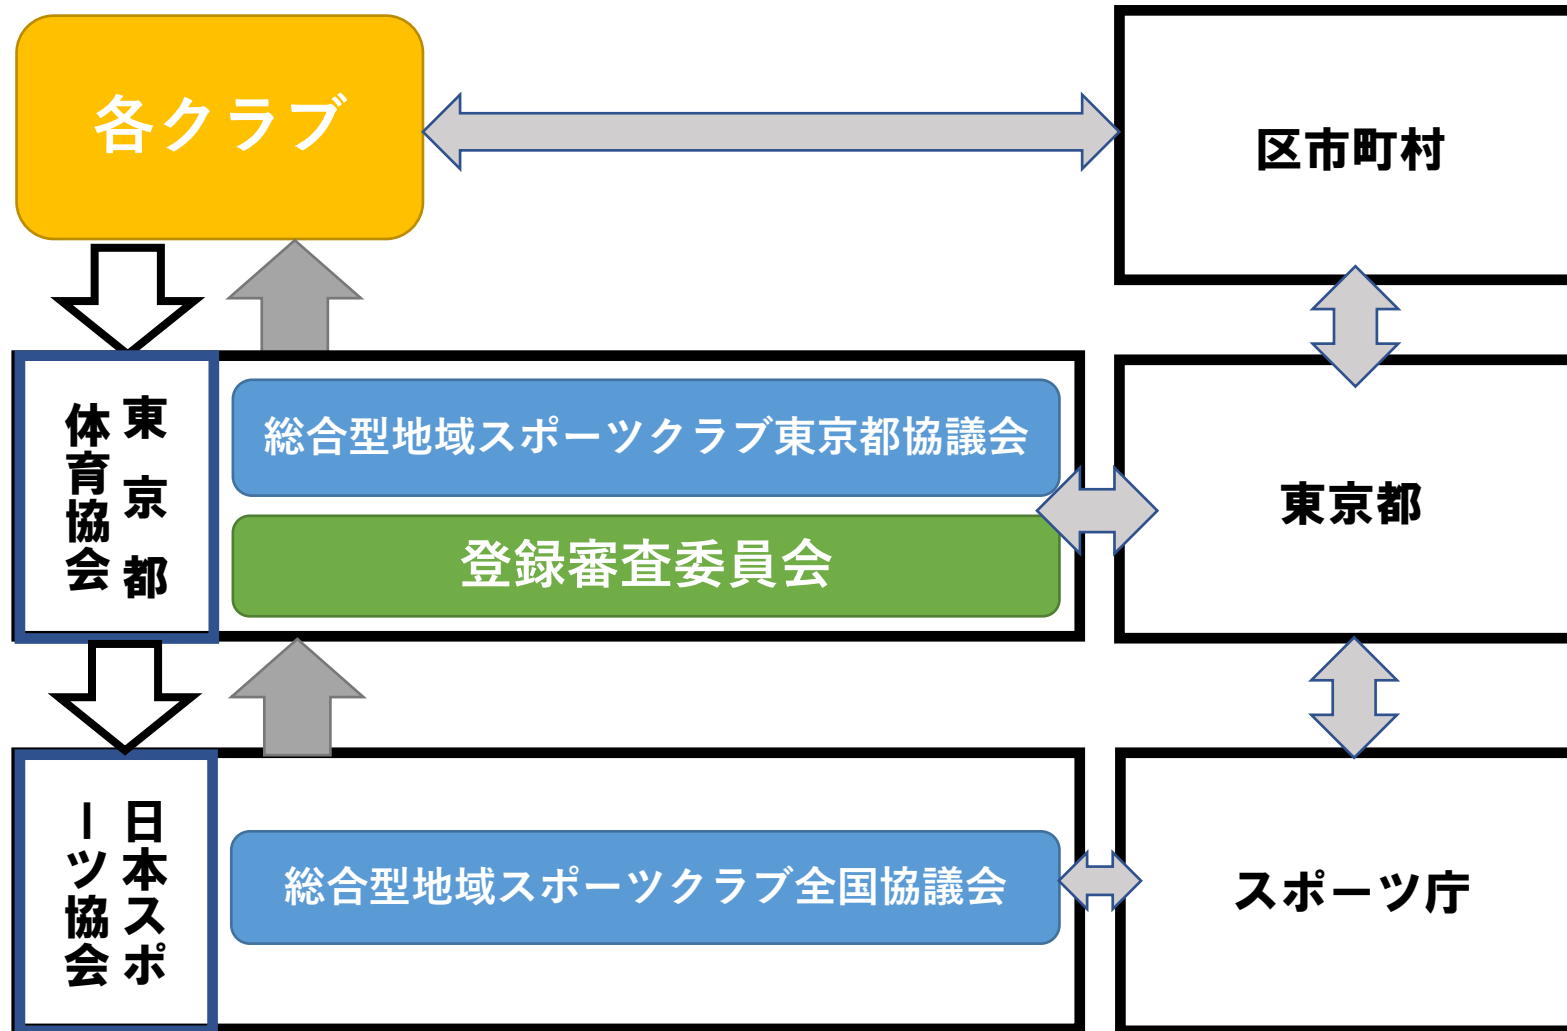 各クラブ
区市町村
東京都
体育協会
総合型地域スポーツクラブ東京都協議会
登録審査委員会
東京都
日本スポ
ーツ協会
総合型地域スポーツクラブ全国協議会
スポーツ庁